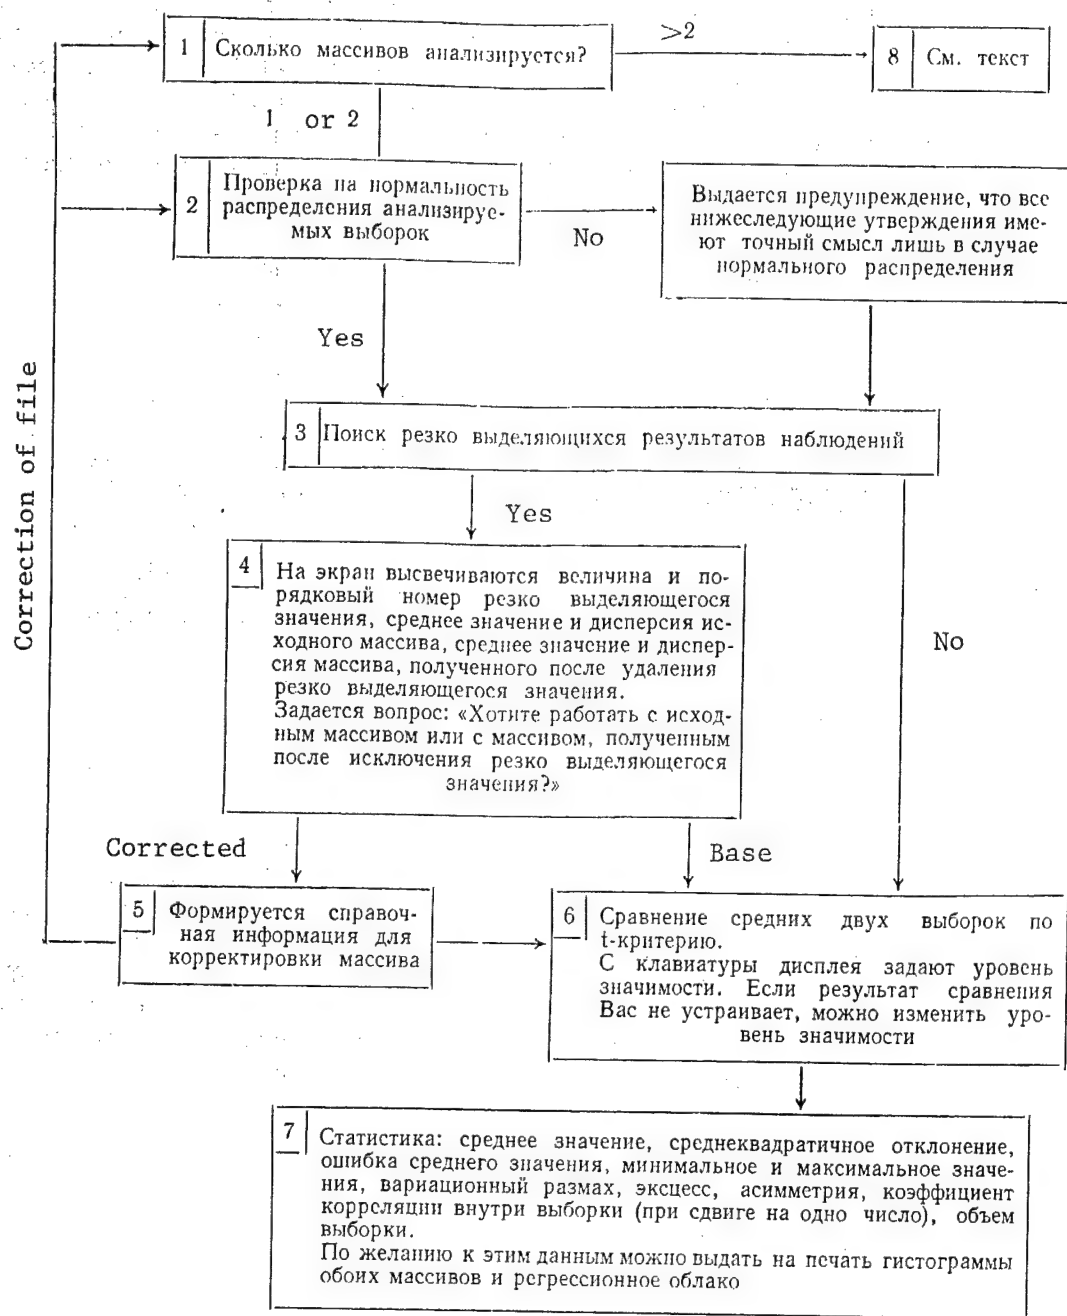 >2
1 Сколько массивов анализируется?
8 См. текст
1 or 2
2
Проверка на нормальность
распределения анализируе-
мых выборок
No
Выдается предупреждение, что все
нижеследующие утверждения име-
ют точный смысл лишь в случае
нормального распределения
Yes
Correction of file
3 Поиск резко выделяющихся результатов наблюдений
Yes
No
4
На экран высвечиваются величина и по-
рядковый номер резко выделяющегося
значения, среднее значение и дисперсия ис-
ходного массива, среднее значение и диспер-
сия массива, полученного после удаления
резко выделяющегося значения.
Задается вопрос: «Хотите работать с исход-
ным массивом или с массивом, полученным
после исключения резко выделяющегося
значения?»
Corrected
Base
5
Формируется справоч-
ная информация для
корректировки массива
6
Сравнение средних двух выборок по
t-критерию.
С клавиатуры дисплея задают уровень
значимости. Если результат сравнения
Вас не устраивает, можно изменить уро-
вень значимости
7
Статистика: среднее значение, среднеквадратичное отклонение,
ошибка среднего значения, минимальное и максимальное значе-
ния, вариационный размах, эксцесс, асимметрия, коэффициент
корреляции внутри выборки (при сдвиге на одно число), объем
выборки.
По желанию к этим данным можно выдать на печать гистограммы
обоих массивов и регрессионное облако